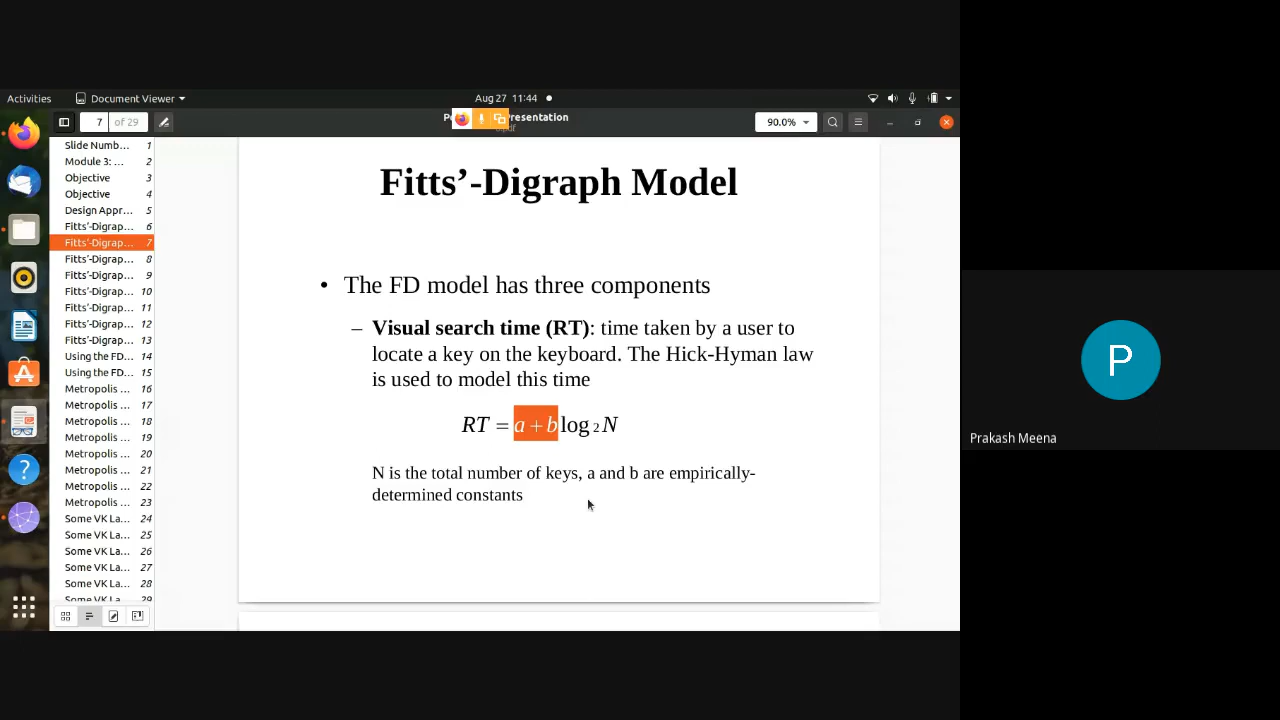 Activities
Document Viewer
Aug 27 11:44
7 of 29
Presentation
90.0%
Slide Numb... 1
Module 3: ... 2
Objective 3
Objective 4
Design Appr... 5
Fitts'-Digrap... 6
Fitts'-Digrap... 7
Fitts'-Digrap... 8
Fitts'-Digrap... 9
Fitts'-Digrap... 10
Fitts'-Digrap... 11
Fitts'-Digrap... 12
Fitts'-Digrap... 13
Using the FD... 14
Using the FD... 15
Metropolis ... 16
Metropolis ... 17
Metropolis ... 18
Metropolis ... 19
Metropolis ... 20
Metropolis ... 21
Metropolis ... 22
Metropolis ... 23
Some VK La... 24
Some VK La... 25
Some VK La... 26
Some VK La... 27
Some VK La... 28
Some VK La... 29
Fitts'-Digraph Model
• The FD model has three components
– Visual search time (RT): time taken by a user to
locate a key on the keyboard. The Hick-Hyman law
is used to model this time
RT = a + b log 2 N
N is the total number of keys, a and b are empirically-
determined constants
P
Prakash Meena